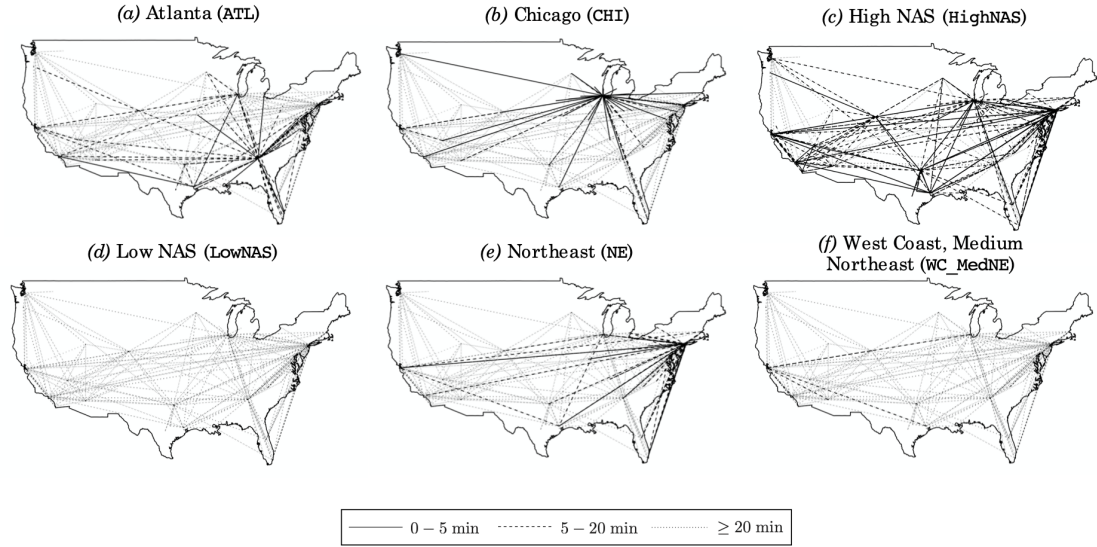 (a) Atlanta (ATL)
(b) Chicago (CHI)
(c) High NAS (HighNAS)
(d) Low NAS (LowNAS)
(e) Northeast (NE)
(f) West Coast, Medium
Northeast (WC_MedNE)
0 – 5 min
5 – 20 min
≥ 20 min